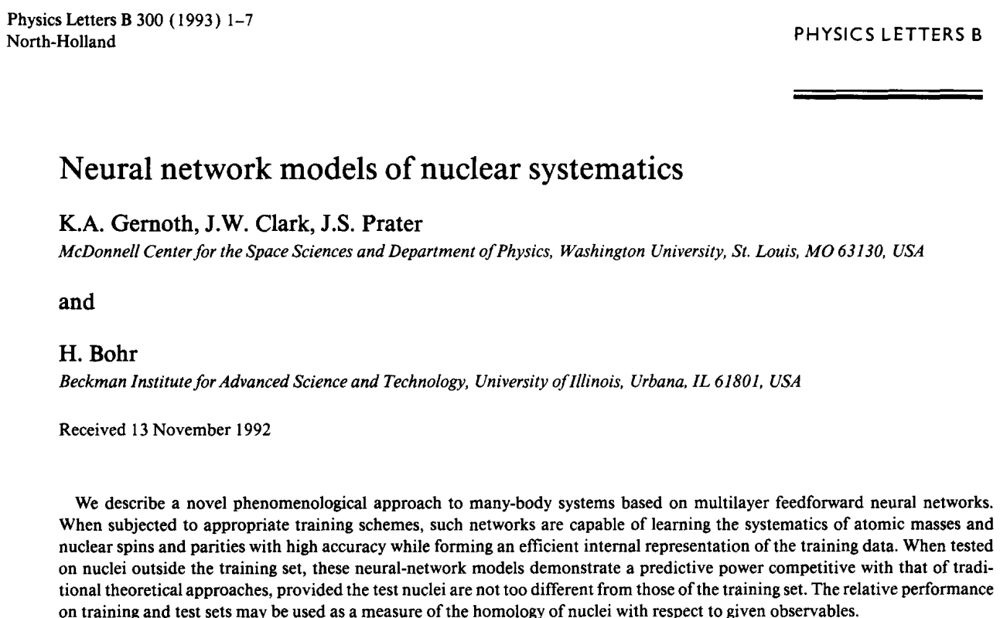 Physics Letters B 300 (1993) 1–7
North-Holland
PHYSICS LETTERS B
Neural network models of nuclear systematics
K.A. Gernoth, J.W. Clark, J.S. Prater
McDonnell Center for the Space Sciences and Department of Physics, Washington University, St. Louis, MO 63130, USA
and
H. Bohr
Beckman Institute for Advanced Science and Technology, University of Illinois, Urbana, IL 61801, USA
Received 13 November 1992
We describe a novel phenomenological approach to many-body systems based on multilayer feedforward neural networks.
When subjected to appropriate training schemes, such networks are capable of learning the systematics of atomic masses and
nuclear spins and parities with high accuracy while forming an efficient internal representation of the training data. When tested
on nuclei outside the training set, these neural-network models demonstrate a predictive power competitive with that of tradi-
tional theoretical approaches, provided the test nuclei are not too different from those of the training set. The relative performance
on training and test sets may be used as a measure of the homology of nuclei with respect to given observables.